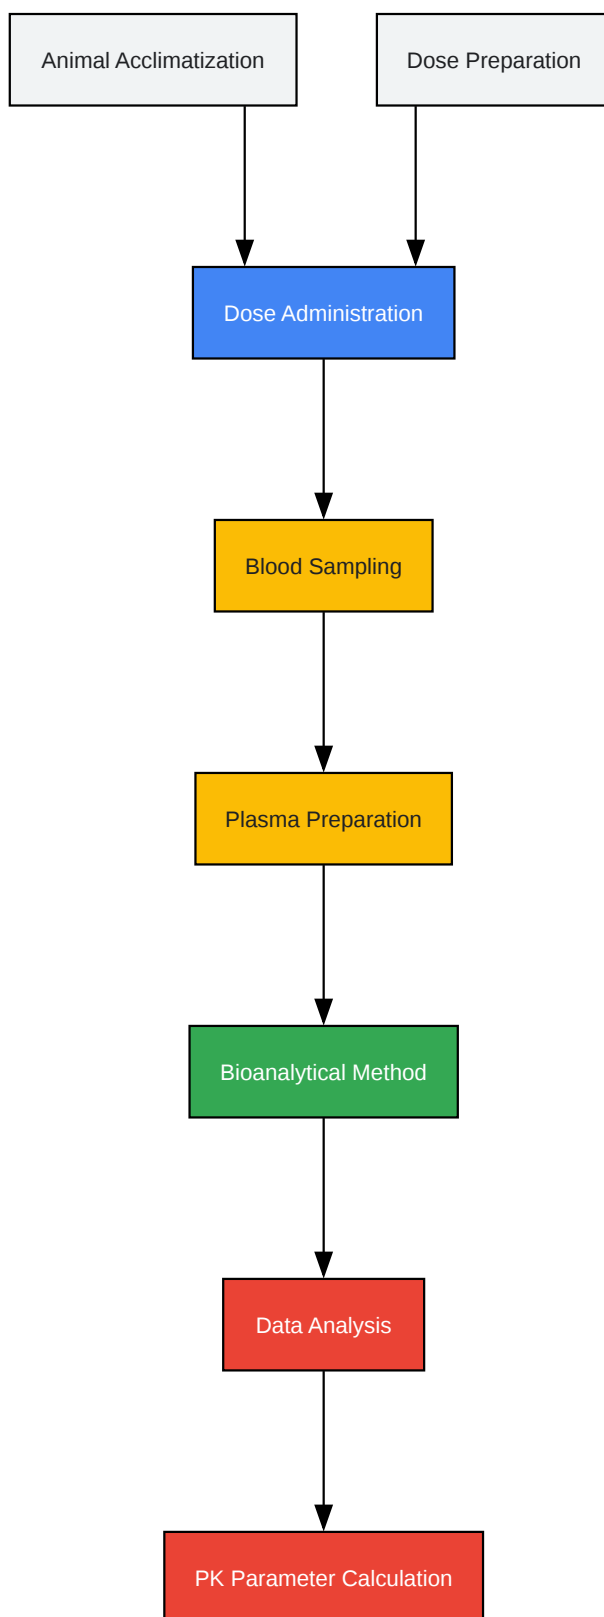 Animal Acclimatization
Dose Preparation
Dose Administration
Blood Sampling
Plasma Preparation
Bioanalytical Method
Data Analysis
PK Parameter Calculation